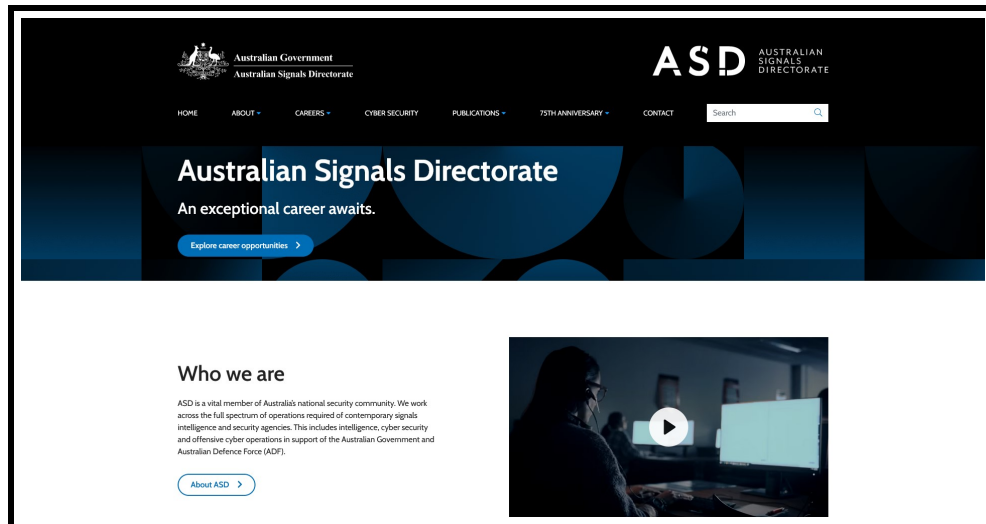 Australian Government
Australian Signals Directorate
ASD
AUSTRALIAN
SIGNALS
DIRECTORATE
HOME ABOUT CAREERS CYBER SECURITY PUBLICATIONS 75TH ANNIVERSARY CONTACT Search
Australian Signals Directorate
An exceptional career awaits.
Explore career opportunities
Who we are
ASD is a vital member of Australia's national security community. We work
across the full spectrum of operations required of contemporary signals
intelligence and security agencies. This includes intelligence, cyber security
and offensive cyber operations in support of the Australian Government and
Australian Defence Force (ADF).
About ASD